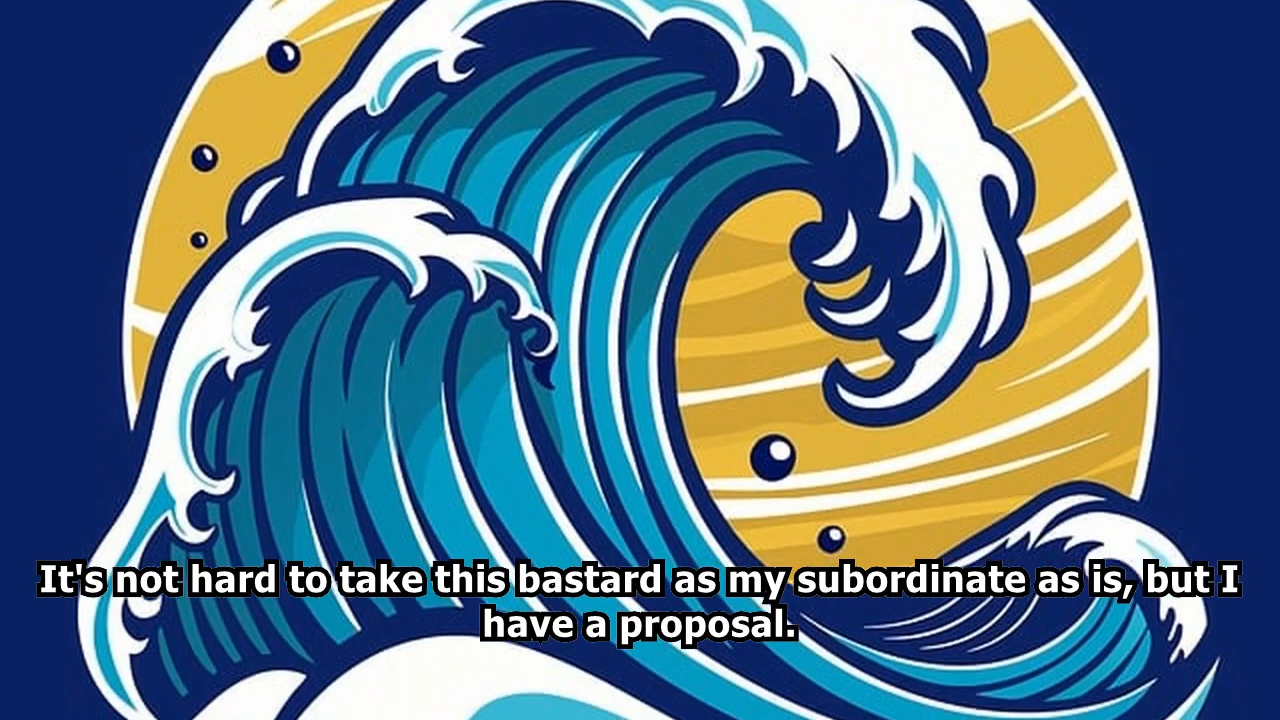 It's not hard to take this bastard as my subordinate as is, but I
have a proposal.